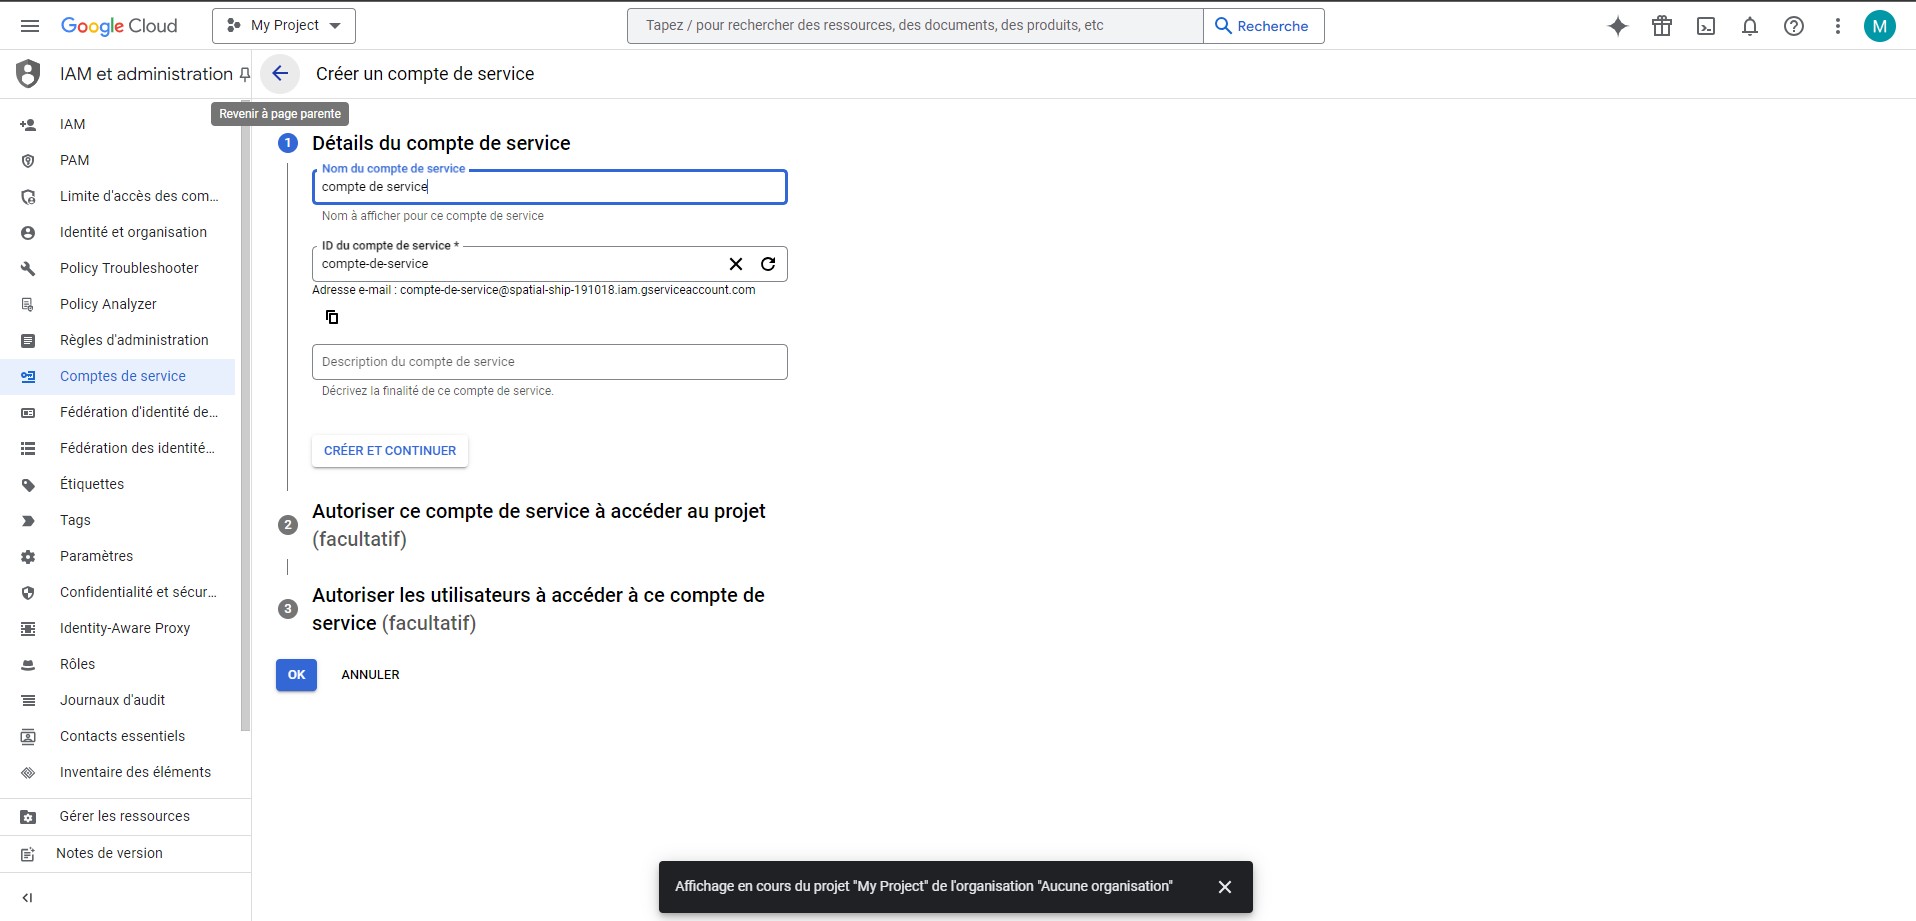 Google Cloud
My Project
Tapez / pour rechercher des ressources, des documents, des produits, etc
Recherche
M
IAM et administration
Créer un compte de service
Revenir à page parente
IAM
PAM
Limite d'accès des com...
Identité et organisation
Policy Troubleshooter
Policy Analyzer
Règles d'administration
Comptes de service
Fédération d'identité de...
Fédération des identité...
Étiquettes
Tags
Paramètres
Confidentialité et sécur...
Identity-Aware Proxy
Rôles
Journaux d'audit
Contacts essentiels
Inventaire des éléments
Gérer les ressources
Notes de version
1 Détails du compte de service
Nom du compte de service
compte de service
Nom à afficher pour ce compte de service
ID du compte de service *
compte-de-service
Adresse e-mail : compte-de-service@spatial-ship-191018.iam.gserviceaccount.com
Description du compte de service
Décrivez la finalité de ce compte de service.
CRÉER ET CONTINUER
2 Autoriser ce compte de service à accéder au projet
(facultatif)
3 Autoriser les utilisateurs à accéder à ce compte de
service (facultatif)
OK
ANNULER
Affichage en cours du projet "My Project" de l'organisation "Aucune organisation"